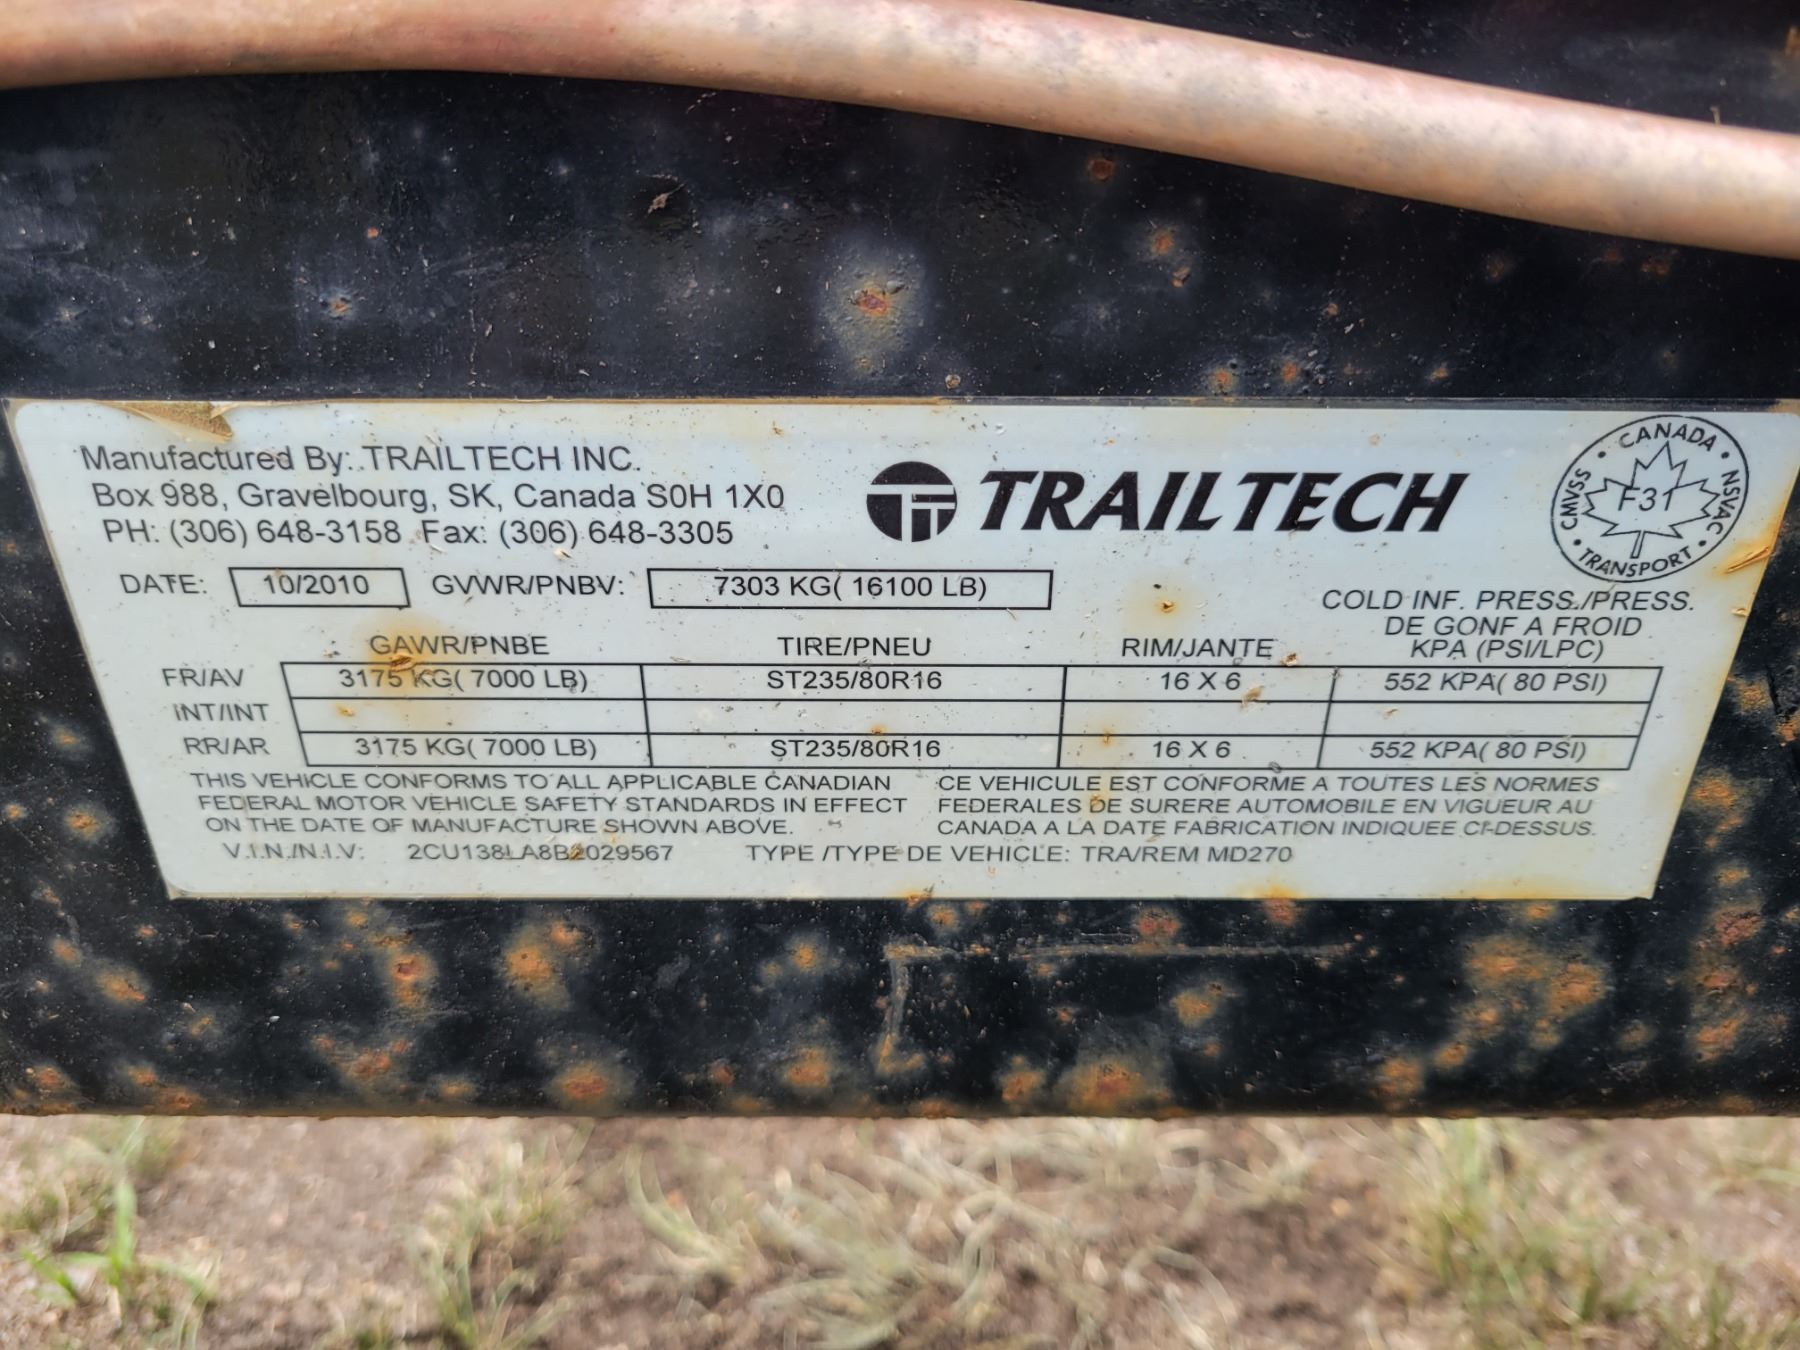 Manufactured By: TRAILTECH INC.
Box 988, Gravelbourg, SK, Canada S0H 1X0
PH: (306) 648-3158 Fax: (306) 648-3305
TRAILTECH
CANADA
CMVSS NSVAC
F31
TRANSPORT
DATE: 10/2010 GVWR/PNBV: 7303 KG( 16100 LB)
COLD INF. PRESS./PRESS.
DE GONF A FROID
GAWR/PNBE TIRE/PNEU RIM/JANTE KPA (PSI/LPC)
FR/AV 3175 KG( 7000 LB) ST235/80R16 16 X 6 552 KPA( 80 PSI)
INT/INT
RR/AR 3175 KG( 7000 LB) ST235/80R16 16 X 6 552 KPA( 80 PSI)
THIS VEHICLE CONFORMS TO ALL APPLICABLE CANADIAN
FEDERAL MOTOR VEHICLE SAFETY STANDARDS IN EFFECT
ON THE DATE OF MANUFACTURE SHOWN ABOVE.
CE VEHICULE EST CONFORME A TOUTES LES NORMES
FEDERALES DE SURERE AUTOMOBILE EN VIGUEUR AU
CANADA A LA DATE FABRICATION INDIQUEE CI-DESSUS.
V.I.N./N.I.V: 2CU138LA8B2029567 TYPE /TYPE DE VEHICLE: TRA/REM MD270